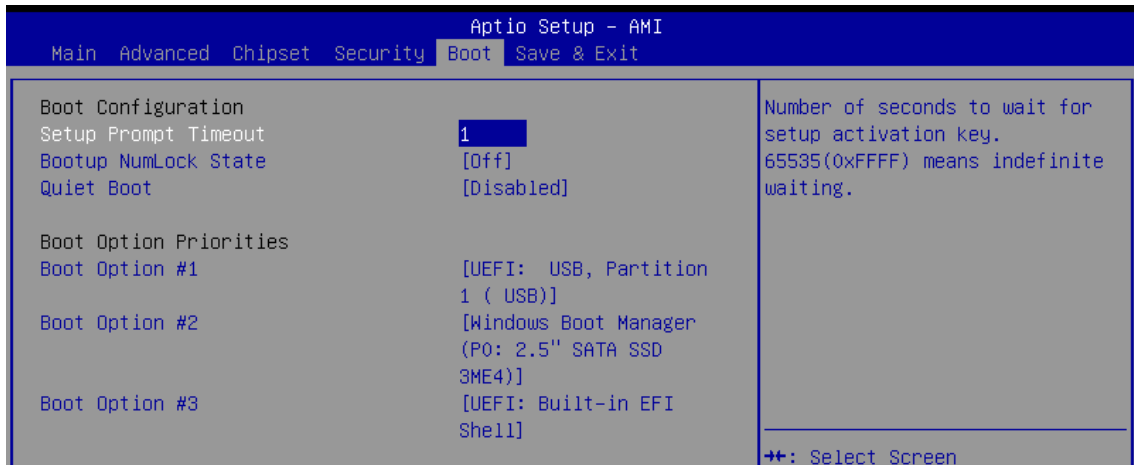 Aptio Setup – AMI
Main Advanced Chipset Security Boot Save & Exit
Boot Configuration
Setup Prompt Timeout 1
Bootup NumLock State [Off]
Quiet Boot [Disabled]
Boot Option Priorities
Boot Option #1 [UEFI: USB, Partition
1 ( USB)]
Boot Option #2 [Windows Boot Manager
(P0: 2.5" SATA SSD
3ME4)]
Boot Option #3 [UEFI: Built-in EFI
Shell]
Number of seconds to wait for
setup activation key.
65535(0xFFFF) means indefinite
waiting.
→←: Select Screen